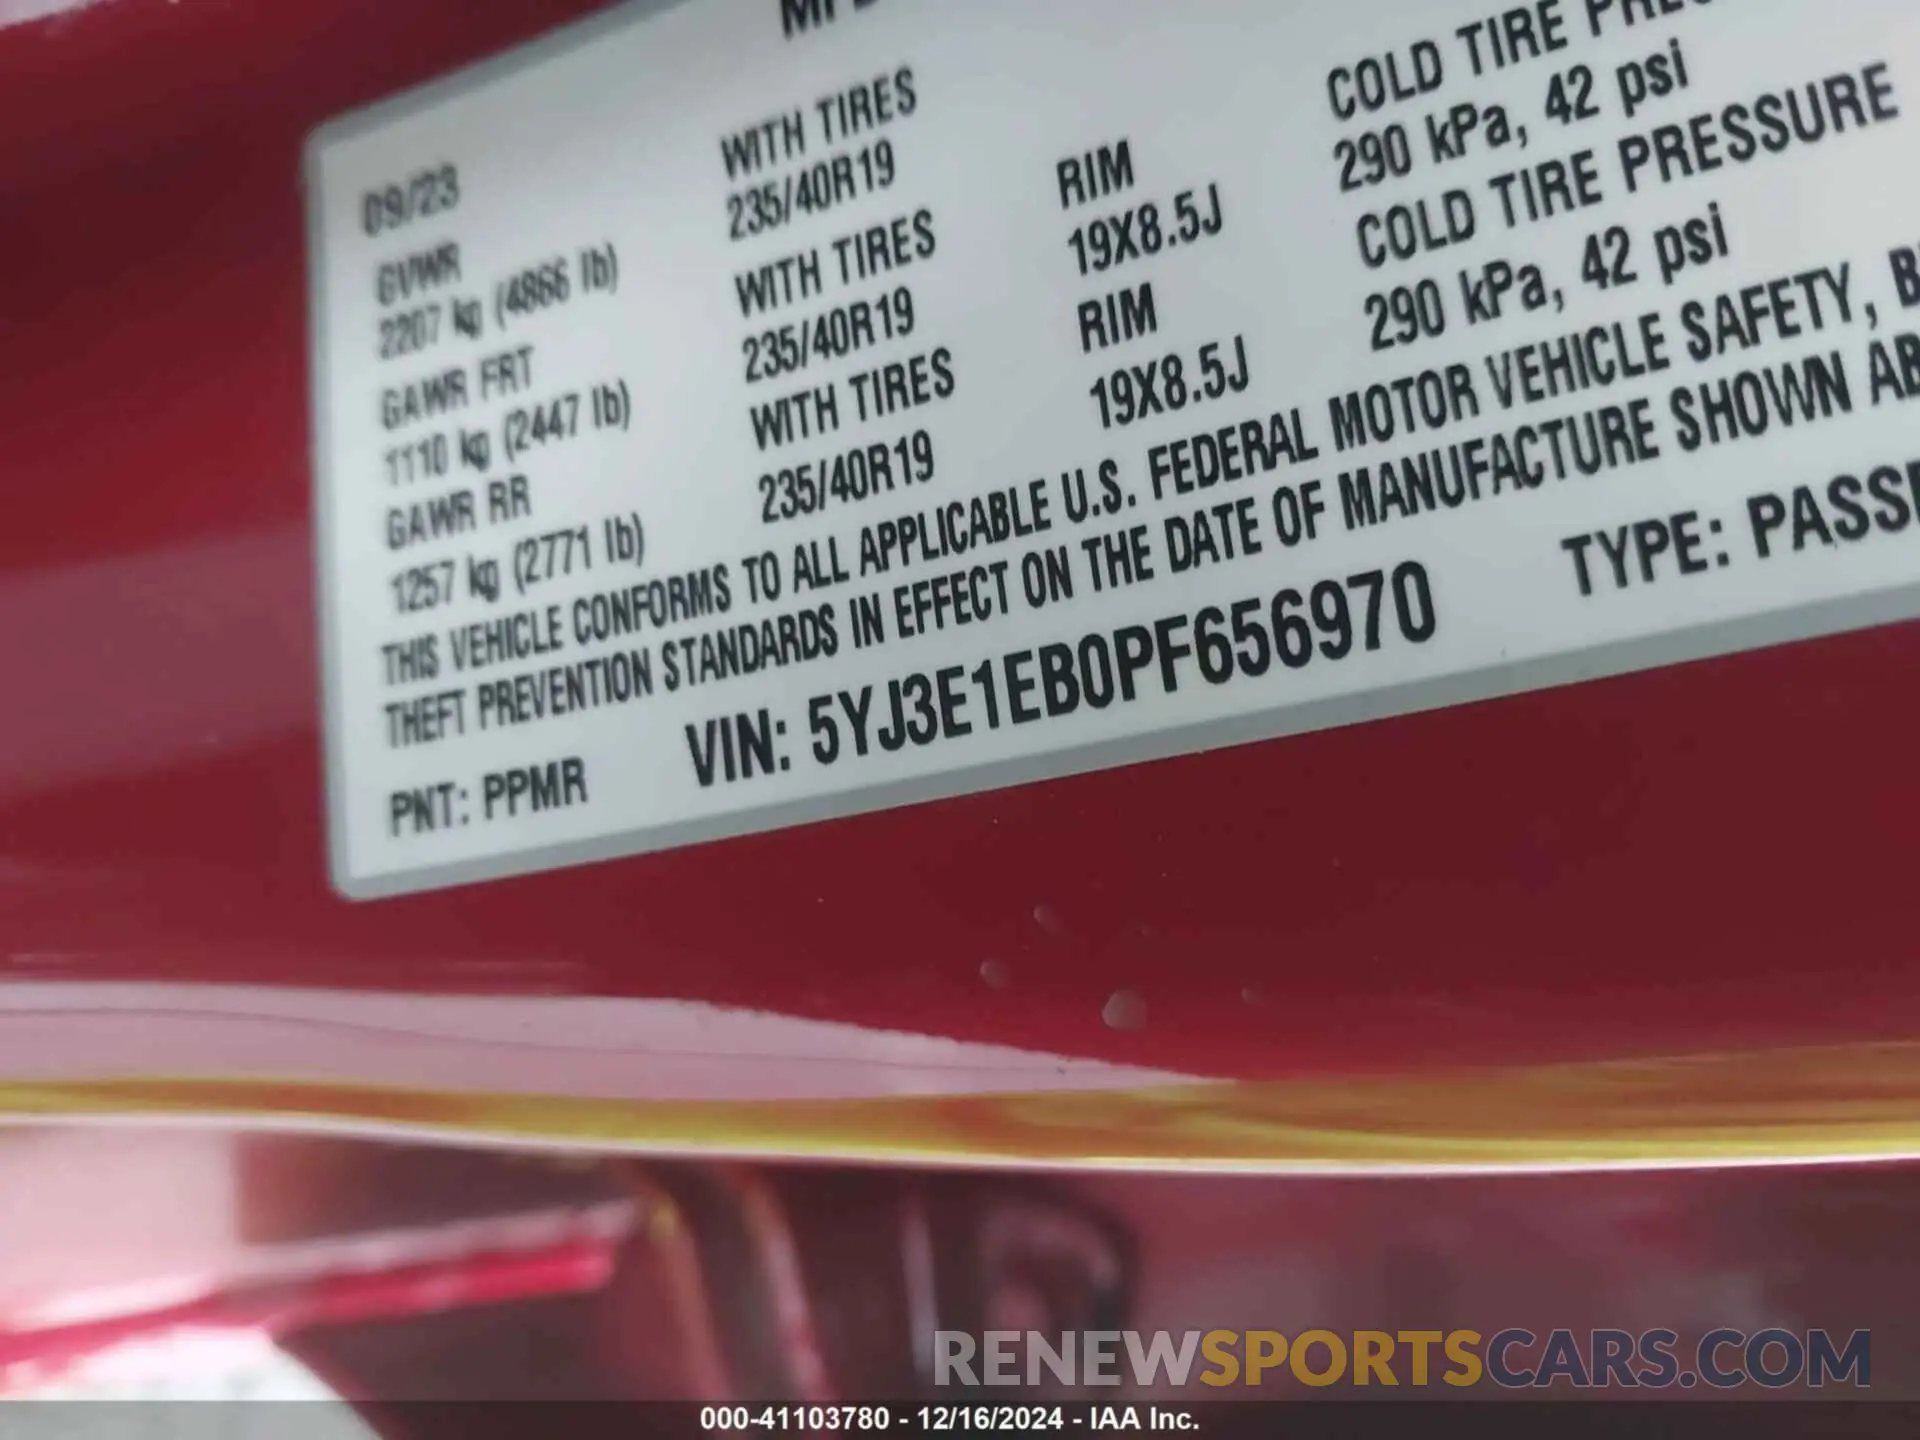 09/23
GVWR
2207 kg (4866 lb)
GAWR FRT
1110 kg (2447 lb)
GAWR RR
1257 kg (2771 lb)
WITH TIRES
235/40R19
WITH TIRES
235/40R19
WITH TIRES
235/40R19
RIM
19X8.5J
RIM
19X8.5J
COLD TIRE
290 kPa, 42 psi
COLD TIRE PRESSURE
290 kPa, 42 psi
THIS VEHICLE CONFORMS TO ALL APPLICABLE U.S. FEDERAL MOTOR VEHICLE SAFETY,
THEFT PREVENTION STANDARDS IN EFFECT ON THE DATE OF MANUFACTURE SHOWN
PNT: PPMR VIN: 5YJ3E1EB0PF656970 TYPE:
RENEWSPORTSCARS.COM
000-41103780 - 12/16/2024 - IAA Inc.